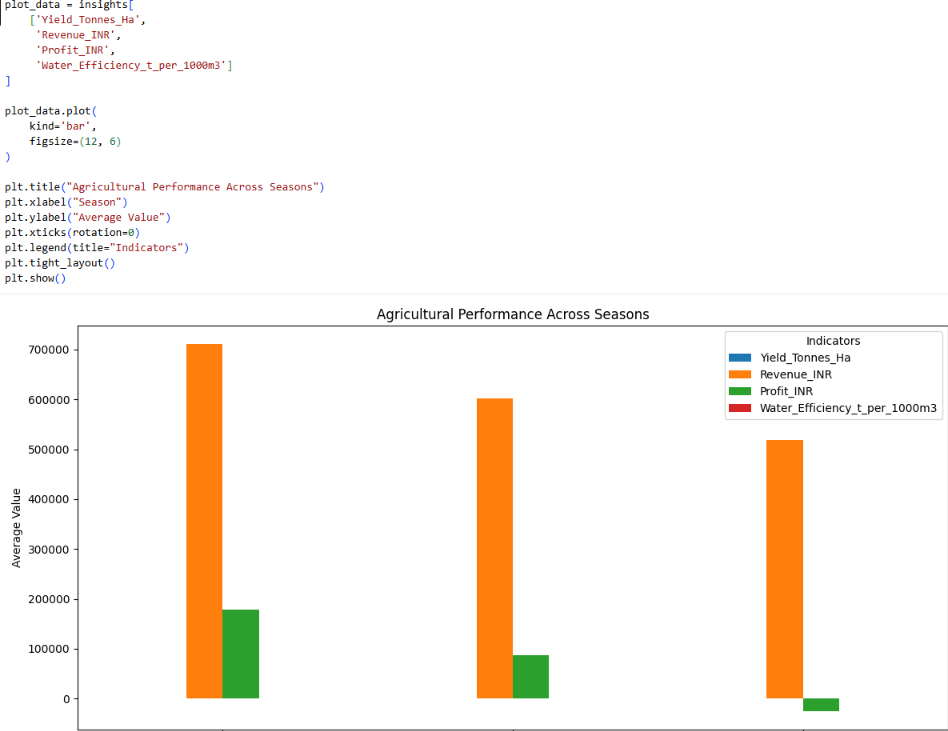 plot_data = insights[
['Yield_Tonnes_Ha',
'Revenue_INR',
'Profit_INR',
'Water_Efficiency_t_per_1000m3']
]
plot_data.plot(
kind='bar',
figsize=(12, 6)
)
plt.title("Agricultural Performance Across Seasons")
plt.xlabel("Season")
plt.ylabel("Average Value")
plt.xticks(rotation=0)
plt.legend(title="Indicators")
plt.tight_layout()
plt.show()
Agricultural Performance Across Seasons
Indicators
Yield_Tonnes_Ha
Revenue_INR
Profit_INR
Water_Efficiency_t_per_1000m3
Average Value
700000
600000
500000
400000
300000
200000
100000
0